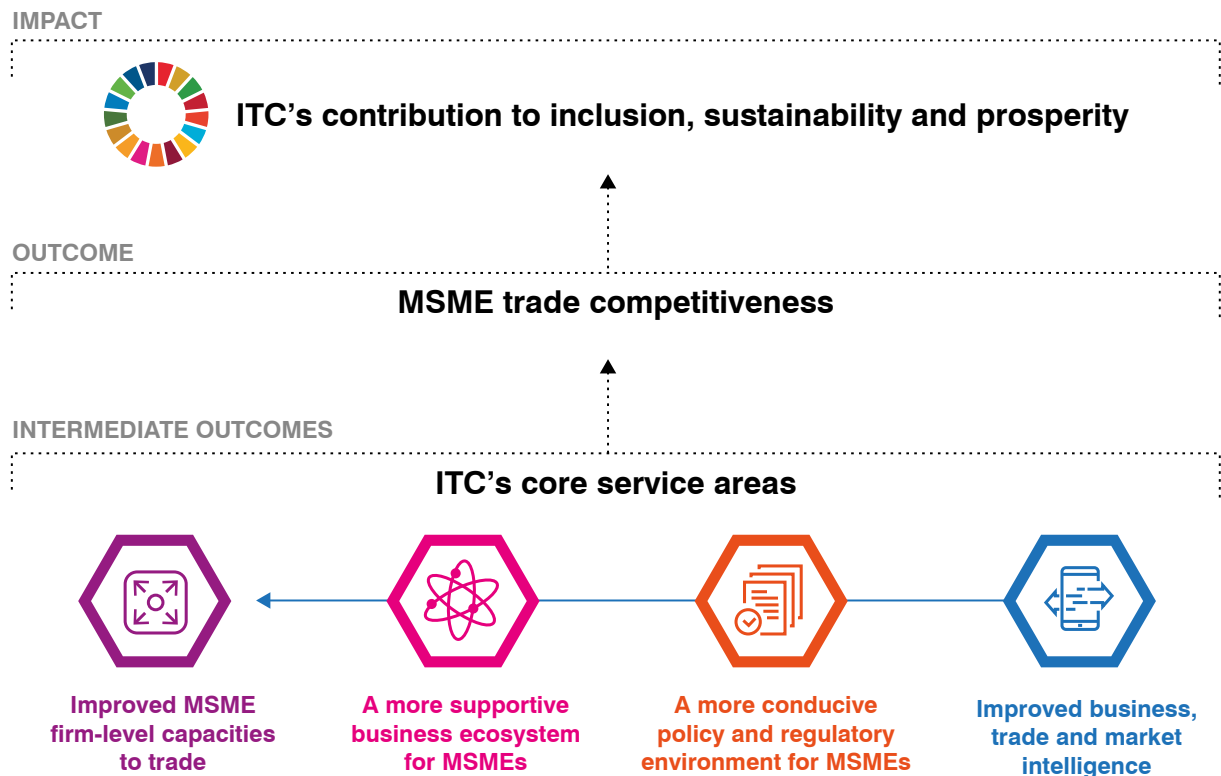 IMPACT
ITC’s contribution to inclusion, sustainability and prosperity
OUTCOME
MSME trade competitiveness
INTERMEDIATE OUTCOMES
ITC’s core service areas
Improved MSME
firm-level capacities
to trade
A more supportive
business ecosystem
for MSMEs
A more conducive
policy and regulatory
environment for MSMEs
Improved business,
trade and market
intelligence